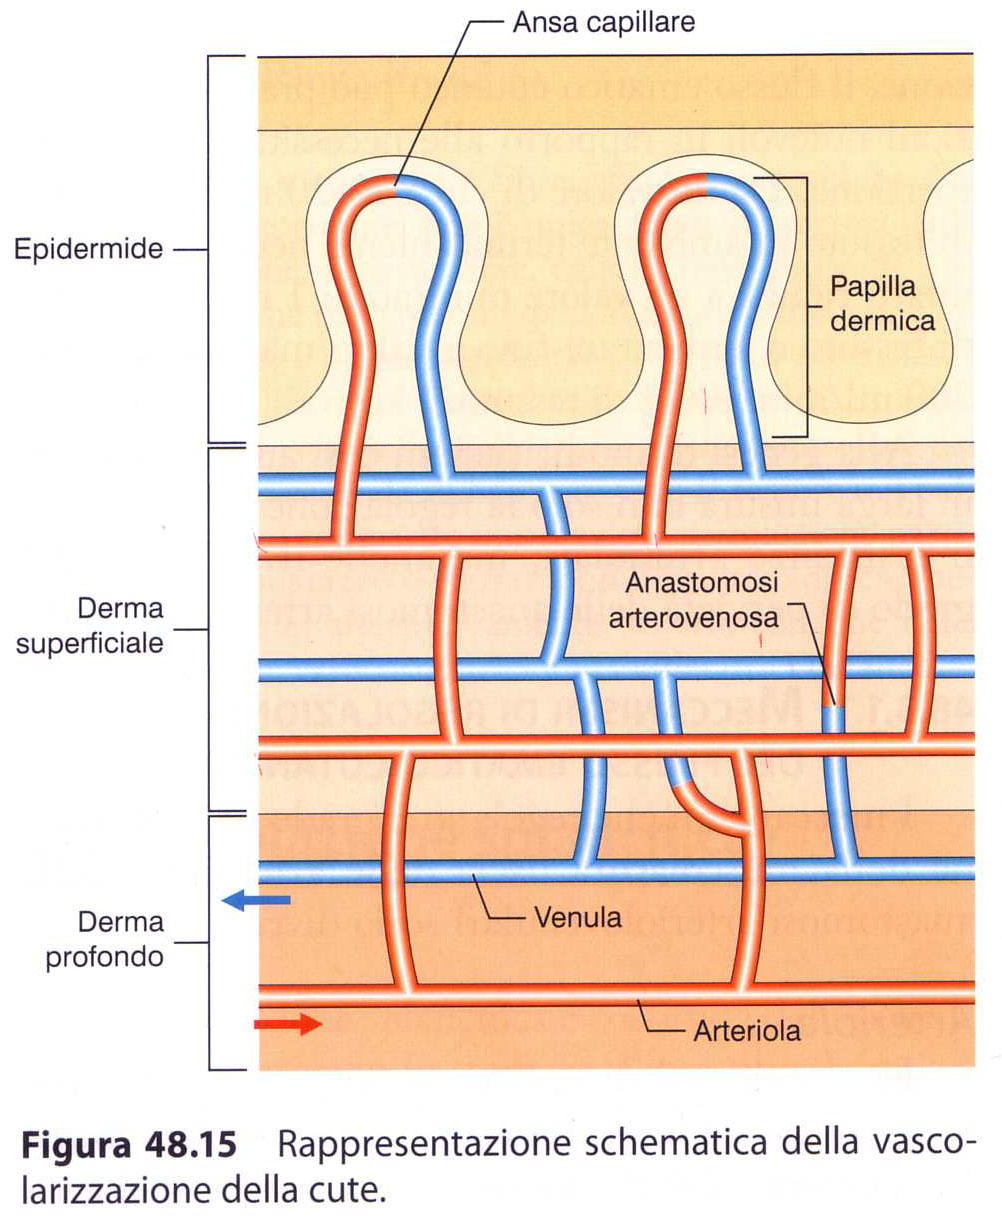 Ansa capillare
Epidermide
Papilla
dermica
Derma
superficiale
Anastomosi
arterovenosa
Derma
profondo
Venula
Arteriola
Figura 48.15 Rappresentazione schematica della vasco-
larizzazione della cute.